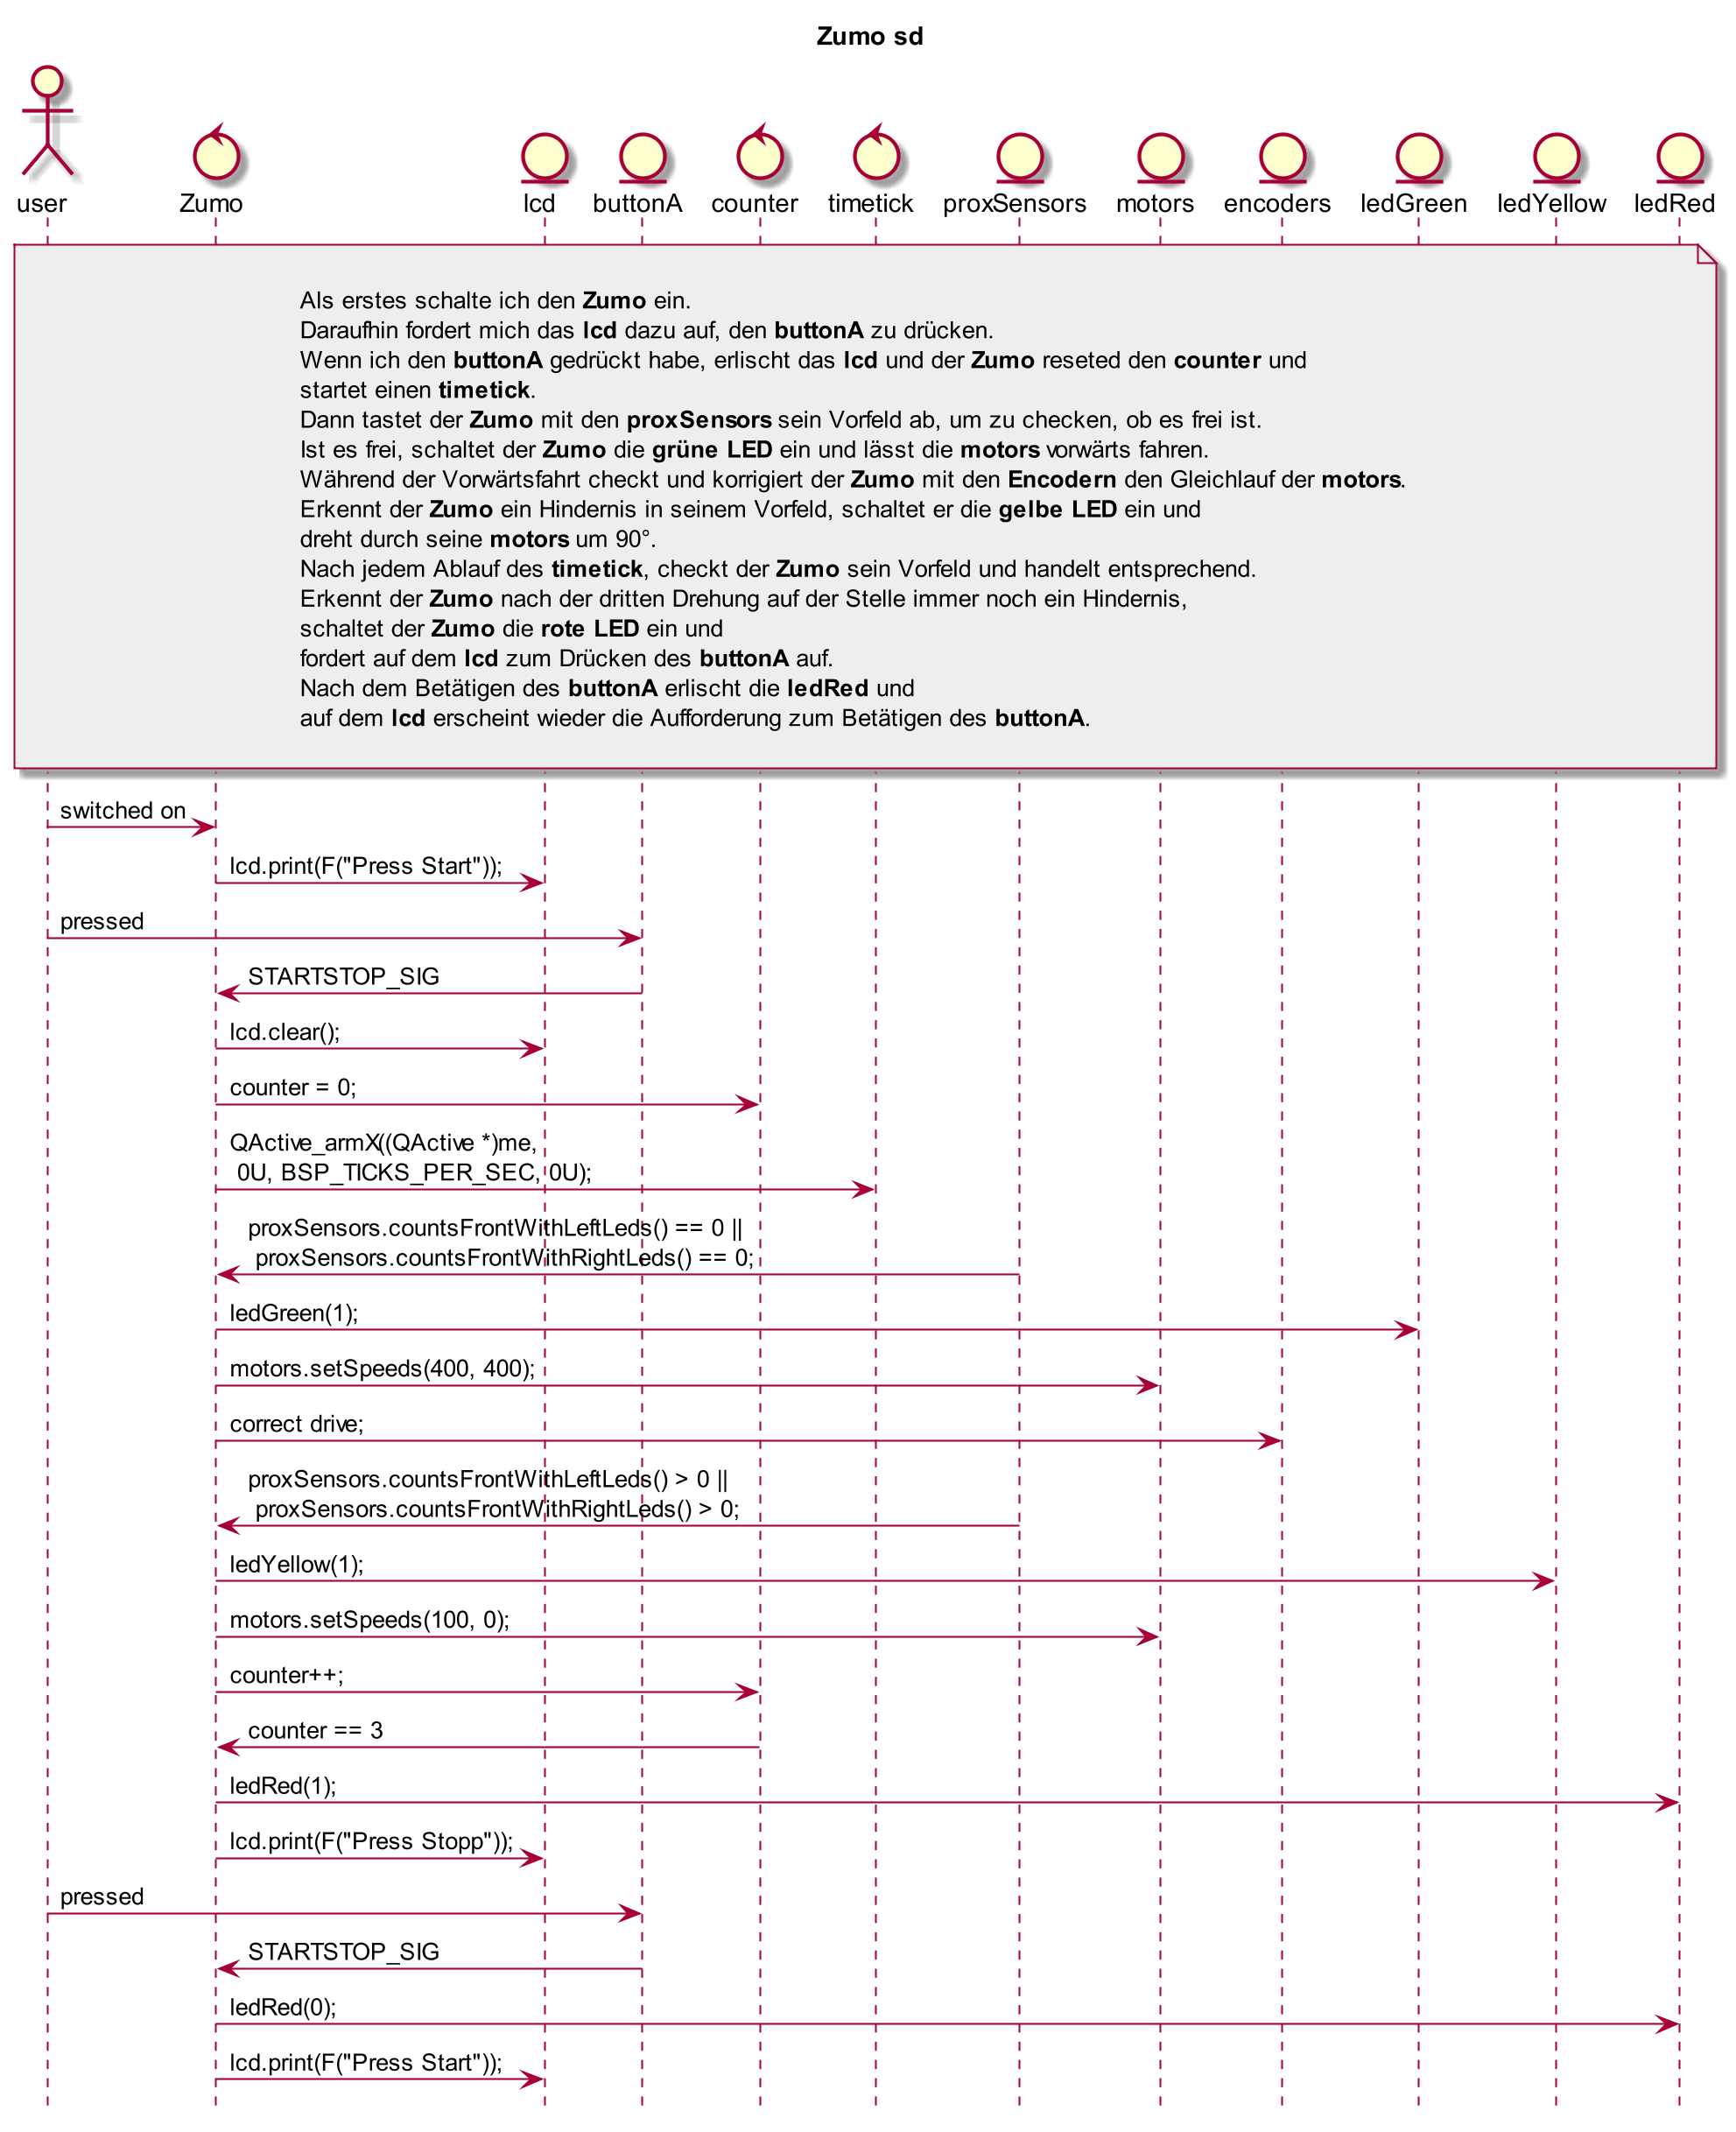 Zumo sd
user Zumo lcd buttonA counter timetick proxSensors motors encoders ledGreen ledYellow ledRed
Als erstes schalte ich den Zumo ein.
Daraufhin fordert mich das lcd dazu auf, den buttonA zu drücken.
Wenn ich den buttonA gedrückt habe, erlischt das lcd und der Zumo reseted den counter und
startet einen timetick.
Dann tastet der Zumo mit den proxSensors sein Vorfeld ab, um zu checken, ob es frei ist.
Ist es frei, schaltet der Zumo die grüne LED ein und lässt die motors vorwärts fahren.
Während der Vorwärtsfahrt checkt und korrigiert der Zumo mit den Encodern den Gleichlauf der motors.
Erkennt der Zumo ein Hindernis in seinem Vorfeld, schaltet er die gelbe LED ein und
dreht durch seine motors um 90°.
Nach jedem Ablauf des timetick, checkt der Zumo sein Vorfeld und handelt entsprechend.
Erkennt der Zumo nach der dritten Drehung auf der Stelle immer noch ein Hindernis,
schaltet der Zumo die rote LED ein und
fordert auf dem lcd zum Drücken des buttonA auf.
Nach dem Betätigen des buttonA erlischt die ledRed und
auf dem lcd erscheint wieder die Aufforderung zum Betätigen des buttonA.
switched on
lcd.print(F("Press Start"));
pressed
STARTSTOP_SIG
lcd.clear();
counter = 0;
QActive_armX((QActive *)me,
0U, BSP_TICKS_PER_SEC, 0U);
proxSensors.countsFrontWithLeftLeds() == 0 ||
proxSensors.countsFrontWithRightLeds() == 0;
ledGreen(1);
motors.setSpeeds(400, 400);
correct drive;
proxSensors.countsFrontWithLeftLeds() > 0 ||
proxSensors.countsFrontWithRightLeds() > 0;
ledYellow(1);
motors.setSpeeds(100, 0);
counter++;
counter == 3
ledRed(1);
lcd.print(F("Press Stopp"));
pressed
STARTSTOP_SIG
ledRed(0);
lcd.print(F("Press Start"));